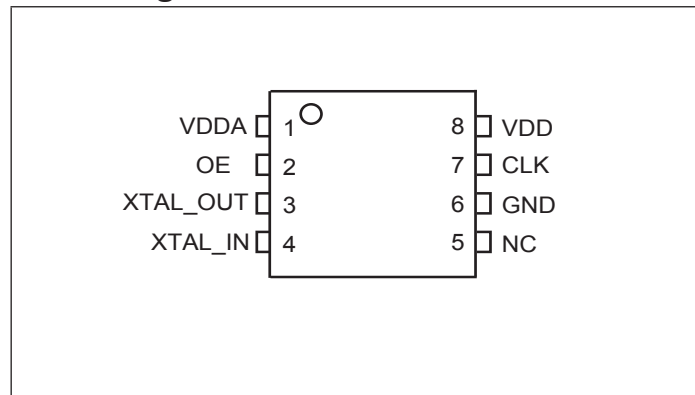 VDDA 1 8 VDD
OE 2 7 CLK
XTAL_OUT 3 6 GND
XTAL_IN 4 5 NC